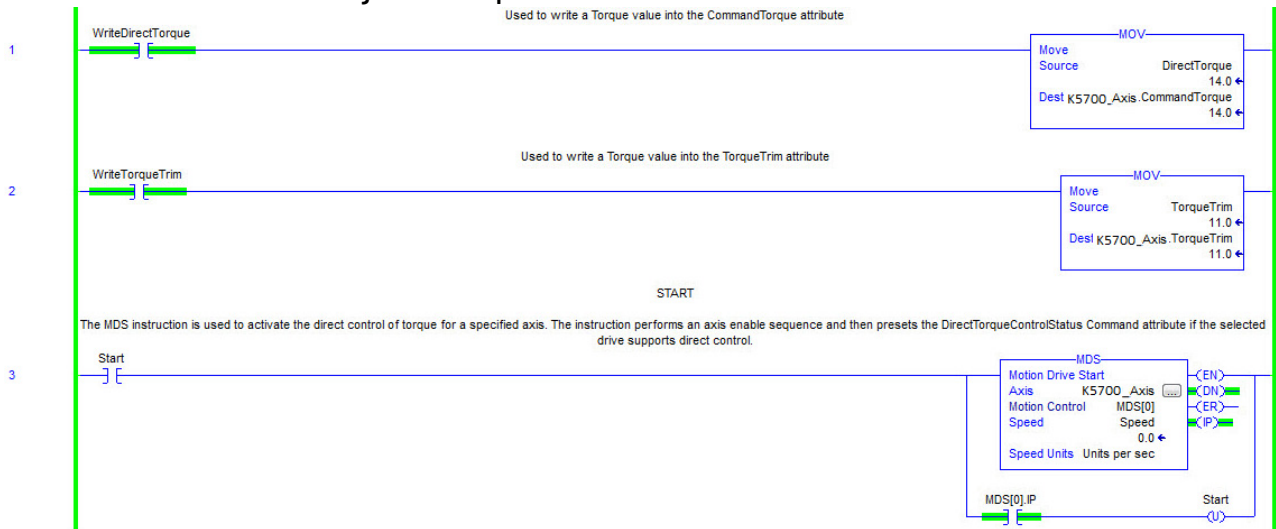 Used to write a Torque value into the CommandTorque attribute
WriteDirectTorque
1
MOV
Move
Source DirectTorque
14.0
Dest K5700_Axis.CommandTorque
14.0
Used to write a Torque value into the TorqueTrim attribute
WriteTorqueTrim
2
MOV
Move
Source TorqueTrim
11.0
Dest K5700_Axis.TorqueTrim
11.0
START
The MDS instruction is used to activate the direct control of torque for a specified axis. The instruction performs an axis enable sequence and then presets the DirectTorqueControlStatus Command attribute if the selected
drive supports direct control.
Start
3
MDS
Motion Drive Start (EN)
Axis K5700_Axis ... (DN)
Motion Control MDS[0] (ER)
Speed Speed (IP)
0.0
Speed Units Units per sec
MDS[0].IP Start
(U)